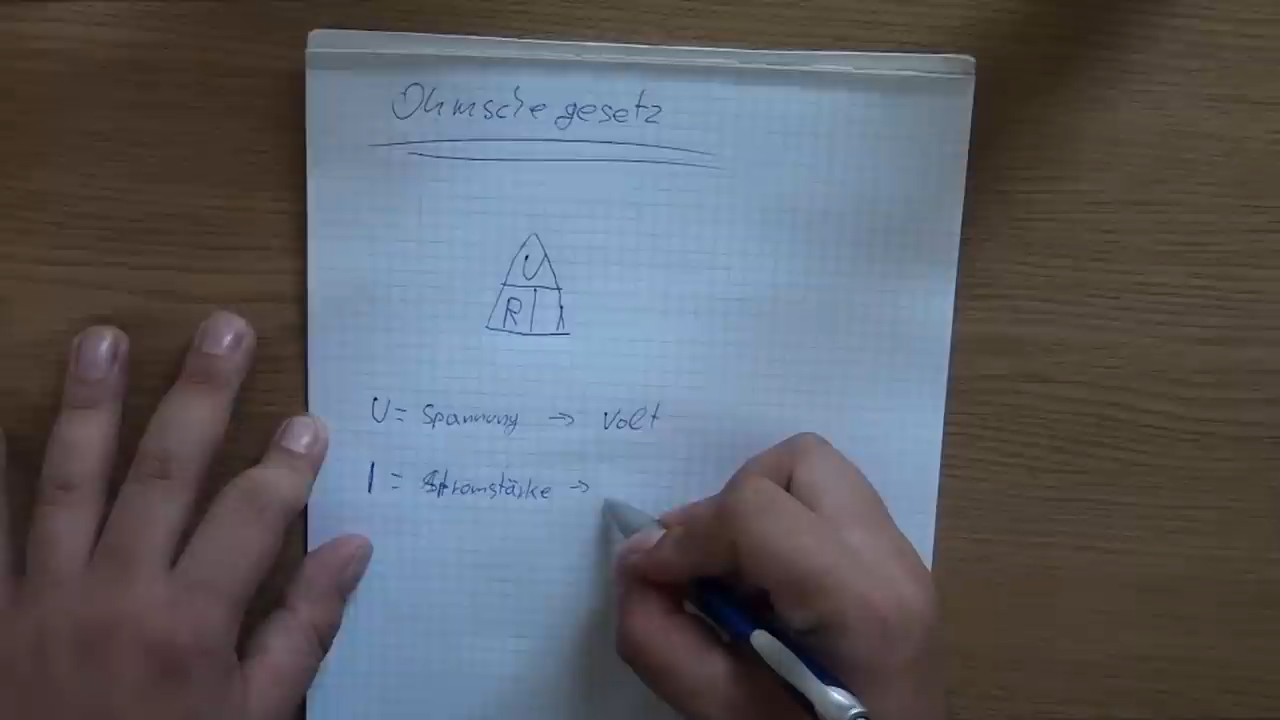 Ohmsche gesetz
U
R I
U = Spannung → Volt
I = Stromstärke →